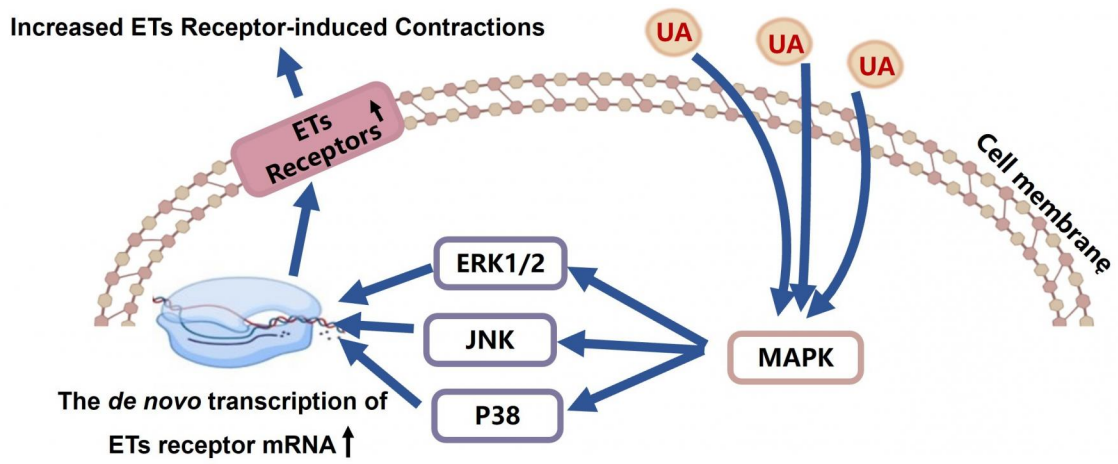 Increased ETs Receptor-induced Contractions
UA
UA
UA
ETs
Receptors ↑
Cell membrane
ERK1/2
JNK
P38
MAPK
The de novo transcription of
ETs receptor mRNA ↑